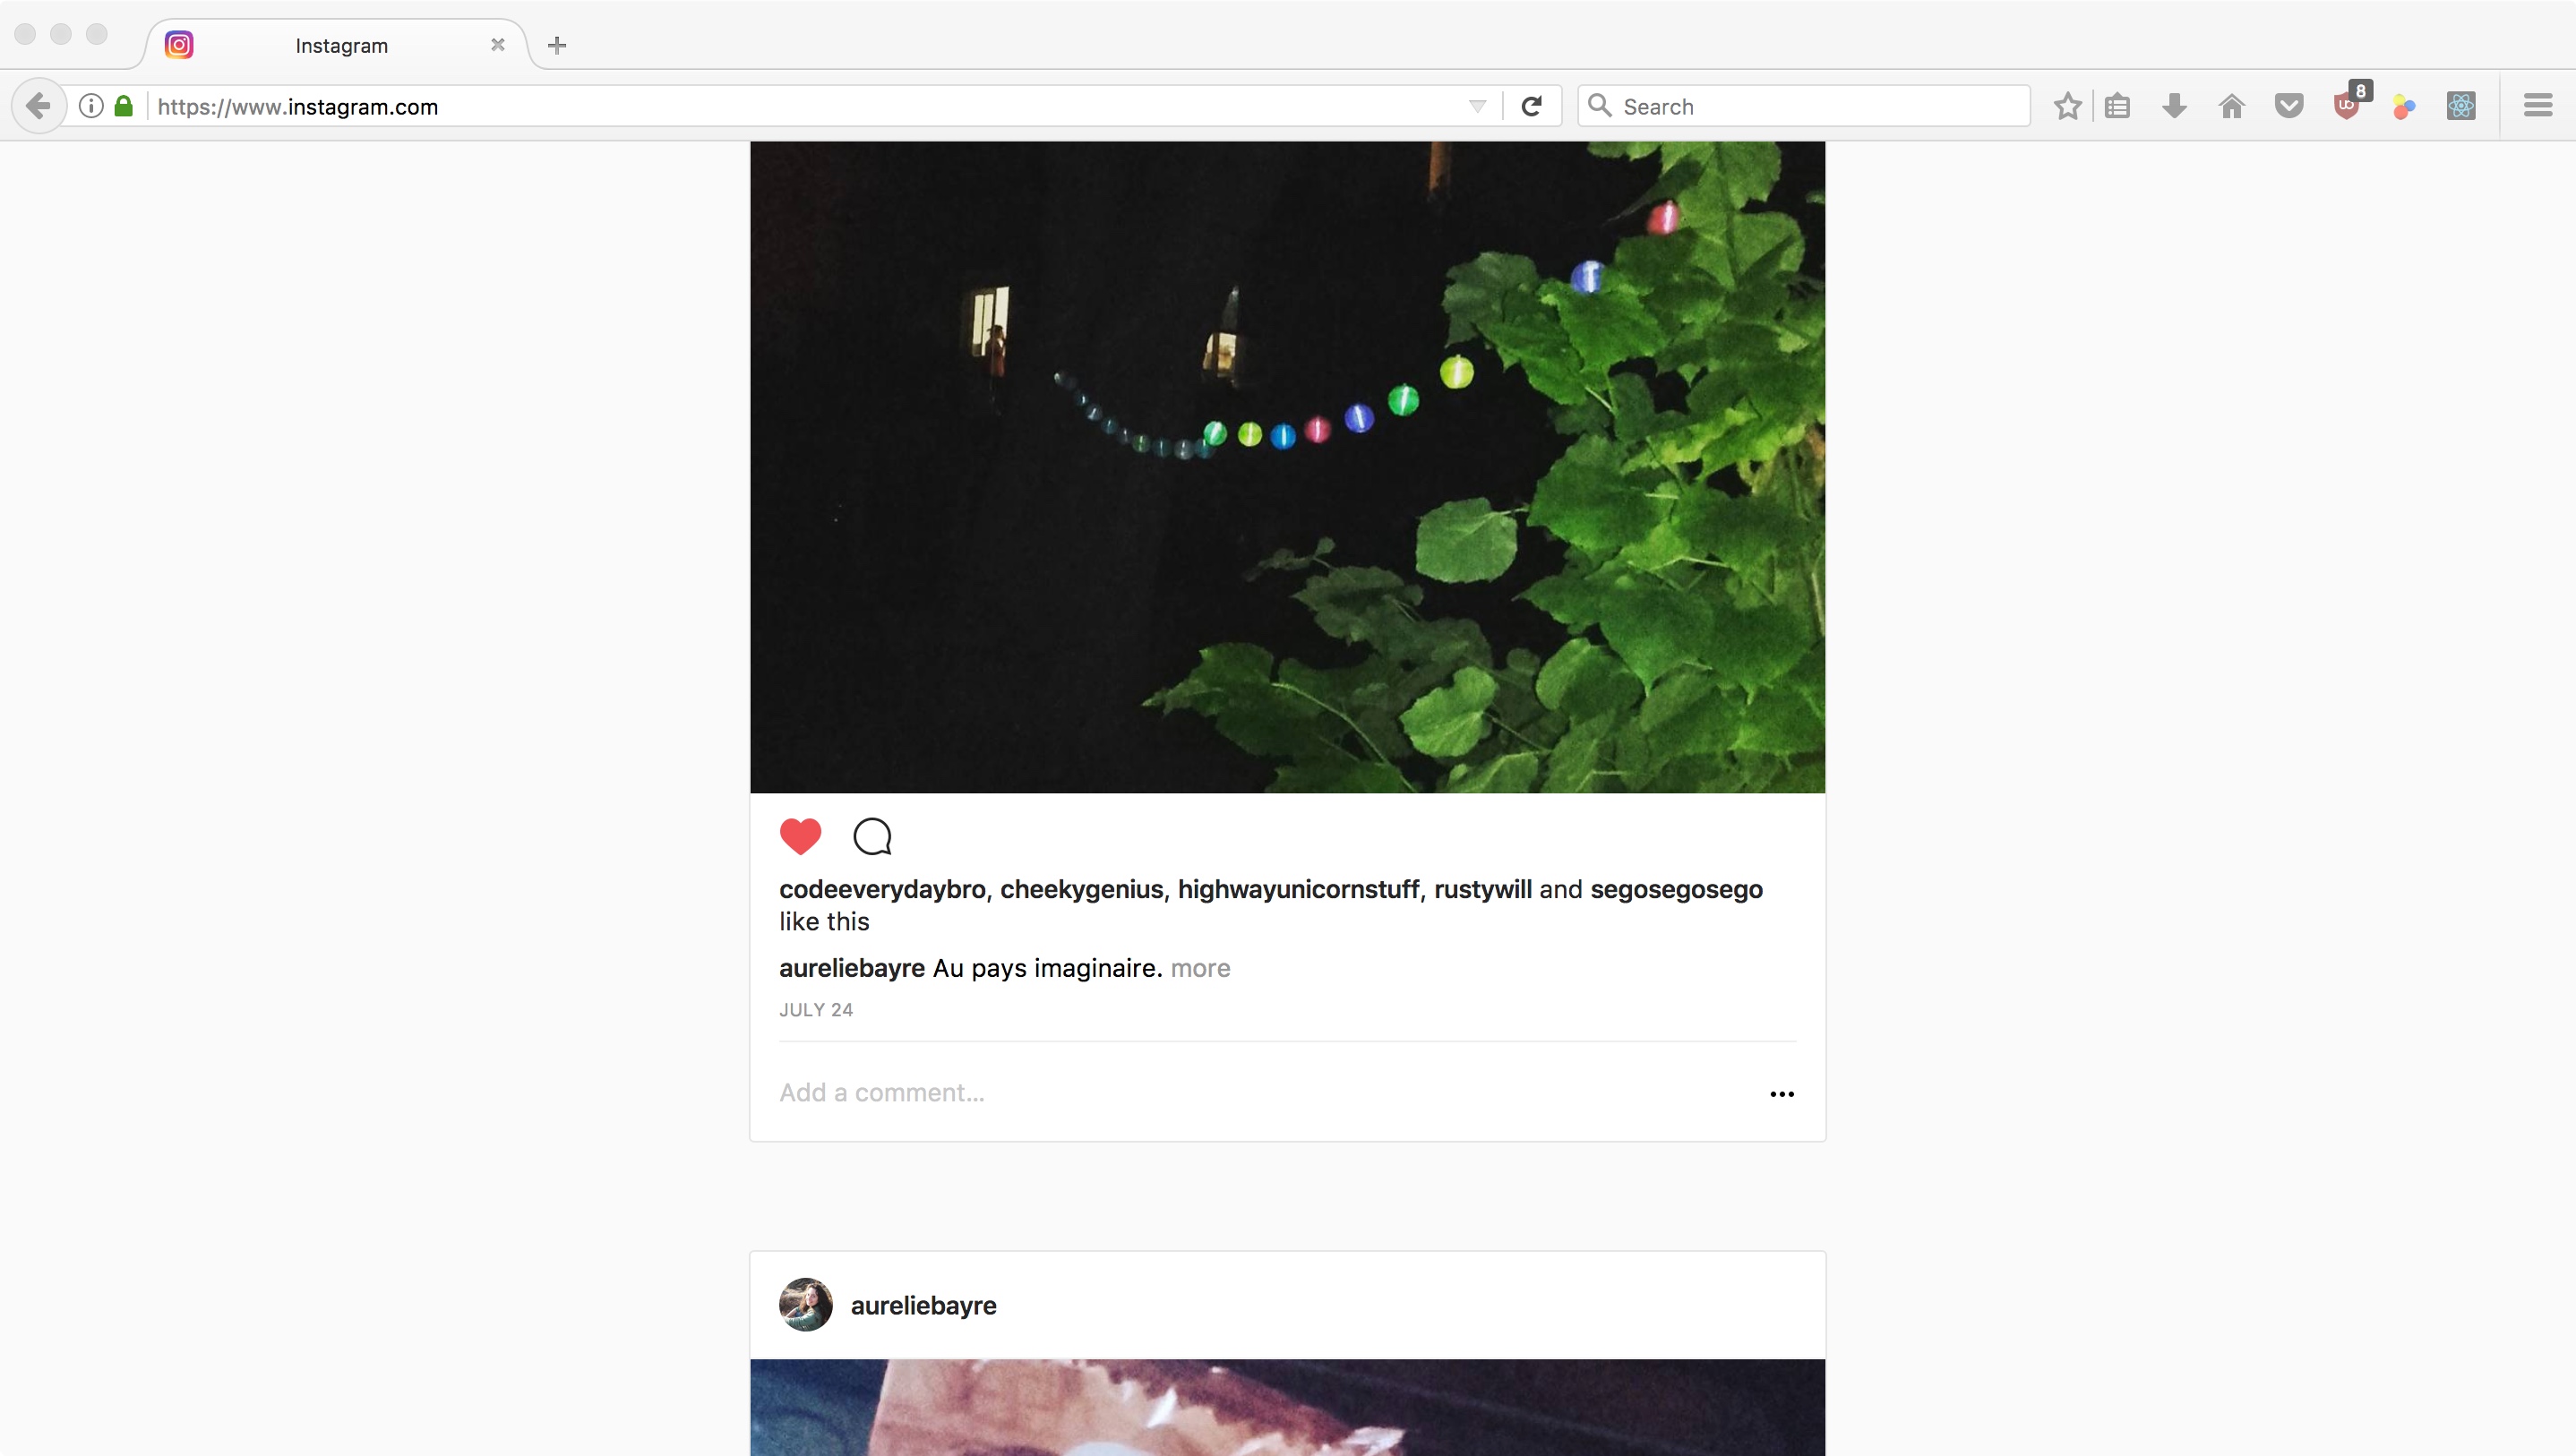 Instagram
https://www.instagram.com
Search
8
codeeverydaybro, cheekygenius, highwayunicornstuff, rustywill and segosegosego
like this
aureliebayre Au pays imaginaire. more
JULY 24
Add a comment...
aureliebayre